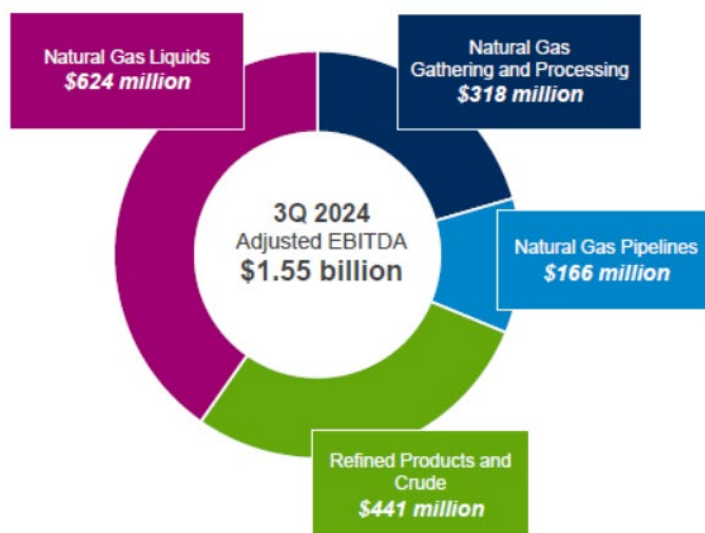 Natural Gas Liquids
$624 million
Natural Gas
Gathering and Processing
$318 million
3Q 2024
Adjusted EBITDA
$1.55 billion
Natural Gas Pipelines
$166 million
Refined Products and
Crude
$441 million